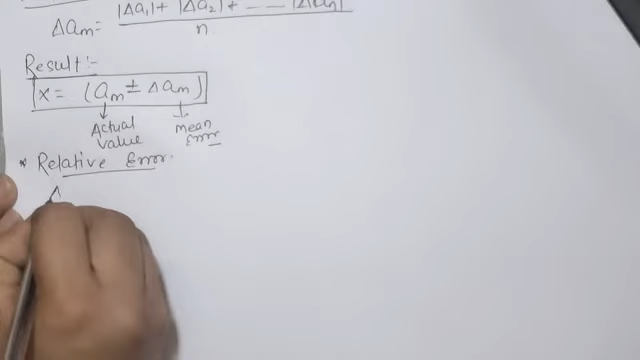 Δam= |Δa₁|+ |Δa₂|+ ---- |Δan| / n
Result:-
x= (am ± Δam)
Actual value
mean error
* Relative Error.
Δ